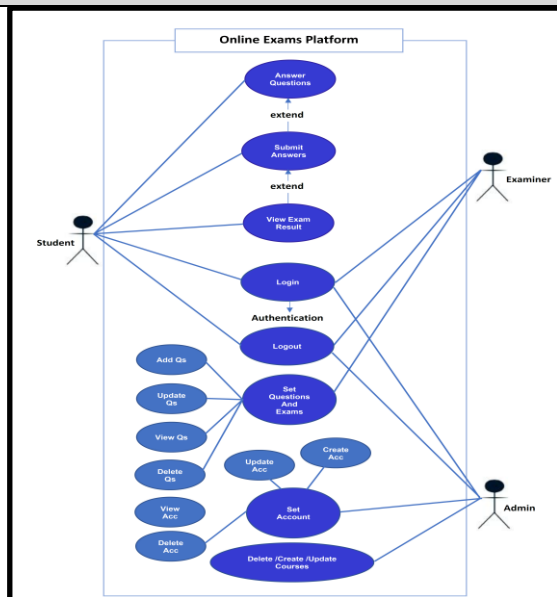 Online Exams Platform
Answer
Questions
extend
Submit
Answers
extend
View Exam
Result
Examiner
Student
Login
Authentication
Logout
Add Qs
Set
Questions
And
Exams
Update
Qs
View Qs
Delete
Qs
Update
Acc
Create
Acc
View
Acc
Set
Account
Admin
Delete
Acc
Delete /Create /Update
Courses